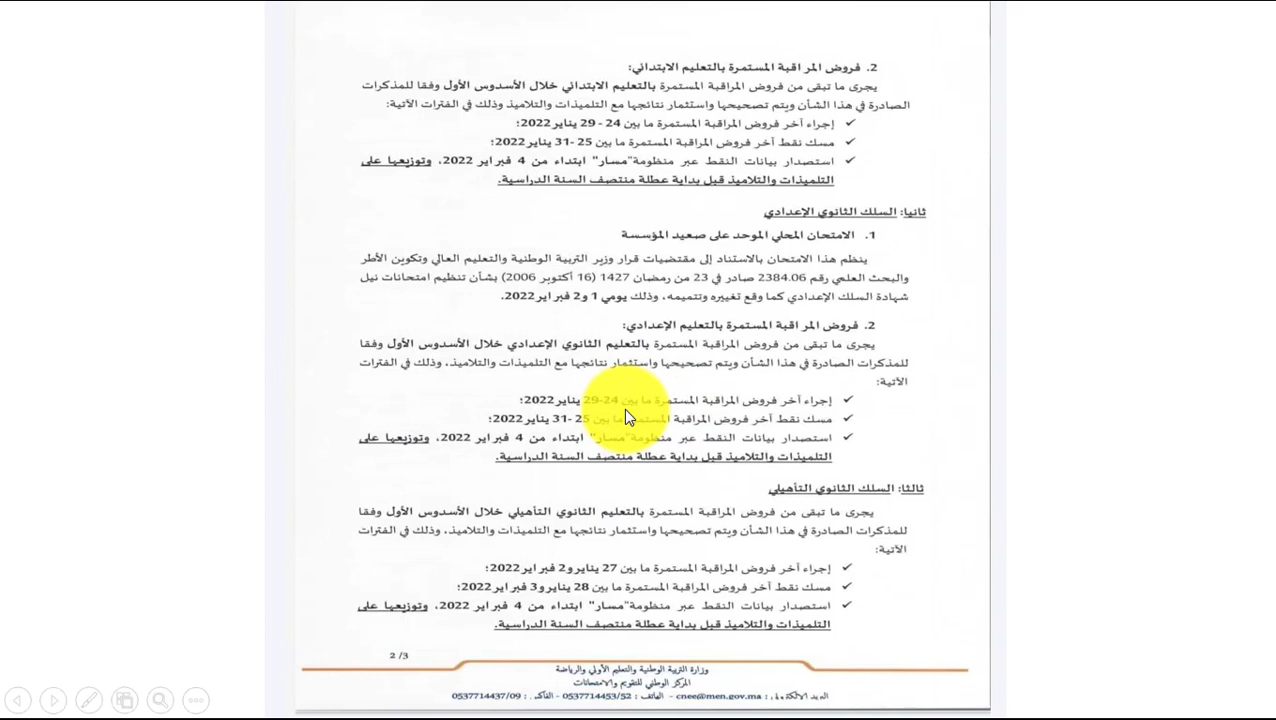 2. فروض المراقبة المستمرة بالتعليم الابتدائي:
يجرى ما تبقى من فروض المراقبة المستمرة بالتعليم الابتدائي خلال الأسدوس الأول وفقا للمذكرات
الصادرة في هذا الشأن ويتم تصحيحها واستثمار نتائجها مع التلميذات والتلاميذ وذلك في الفترات الآتية:
✓ إجراء آخر فروض المراقبة المستمرة ما بين 24 - 29 يناير 2022؛
✓ مسك نقط آخر فروض المراقبة المستمرة ما بين 25 -31 يناير 2022؛
✓ استصدار بيانات النقط عبر منظومة"مسار" ابتداء من 4 فبراير 2022، وتوزيعها على
التلميذات والتلاميذ قبل بداية عطلة منتصف السنة الدراسية.
ثانيا: السلك الثانوي الإعدادي
1. الامتحان المحلي الموحد على صعيد المؤسسة
ينظم هذا الامتحان بالاستناد إلى مقتضيات قرار وزير التربية الوطنية والتعليم العالي وتكوين الأطر
والبحث العلمي رقم 2384.06 صادر في 23 من رمضان 1427 (16 أكتوبر 2006) بشأن تنظيم امتحانات نيل
شهادة السلك الإعدادي كما وقع تغييره وتتميمه، وذلك يومي 1 و2 فبراير 2022.
2. فروض المراقبة المستمرة بالتعليم الإعدادي:
يجرى ما تبقى من فروض المراقبة المستمرة بالتعليم الثانوي الإعدادي خلال الأسدوس الأول وفقا
للمذكرات الصادرة في هذا الشأن ويتم تصحيحها واستثمار نتائجها مع التلميذات والتلاميذ، وذلك في الفترات
الآتية:
✓ إجراء آخر فروض المراقبة المستمرة ما بين 24-29 يناير 2022؛
✓ مسك نقط آخر فروض المراقبة المستمرة ما بين 25 -31 يناير 2022؛
✓ استصدار بيانات النقط عبر منظومة"مسار" ابتداء من 4 فبراير 2022، وتوزيعها على
التلميذات والتلاميذ قبل بداية عطلة منتصف السنة الدراسية.
ثالثا: السلك الثانوي التأهيلي
يجرى ما تبقى من فروض المراقبة المستمرة بالتعليم الثانوي التأهيلي خلال الأسدوس الأول وفقا
للمذكرات الصادرة في هذا الشأن ويتم تصحيحها واستثمار نتائجها مع التلميذات والتلاميذ، وذلك في الفترات
الآتية:
✓ إجراء آخر فروض المراقبة المستمرة ما بين 27 يناير و2 فبراير 2022؛
✓ مسك نقط آخر فروض المراقبة المستمرة ما بين 28 يناير و3 فبراير 2022؛
✓ استصدار بيانات النقط عبر منظومة"مسار" ابتداء من 4 فبراير 2022، وتوزيعها على
التلميذات والتلاميذ قبل بداية عطلة منتصف السنة الدراسية.
2 /3
وزارة التربية الوطنية والتعليم الأولي والرياضة
المركز الوطني للتقويم والامتحانات
البريد الإلكتروني : cnee@men.gov.ma - الهاتف : 0537714453/52 - الفاكس : 0537714437/09